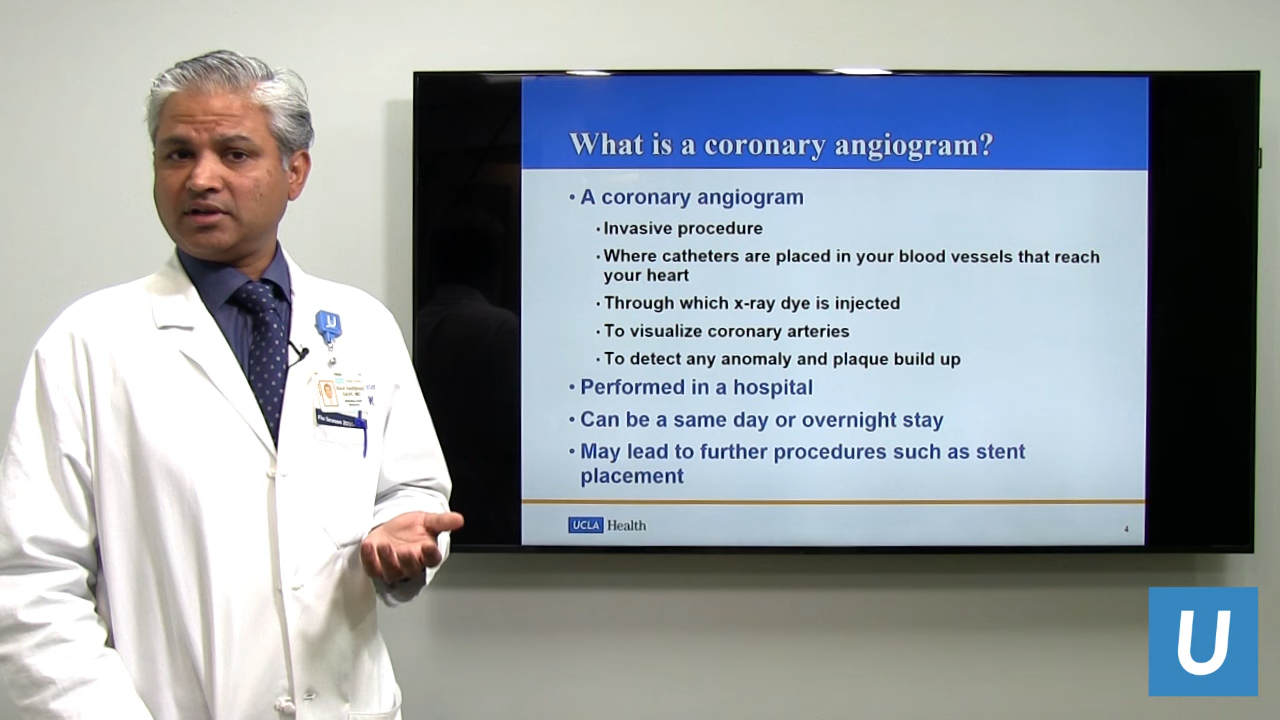 What is a coronary angiogram?
• A coronary angiogram
• Invasive procedure
• Where catheters are placed in your blood vessels that reach
your heart
• Through which x-ray dye is injected
• To visualize coronary arteries
• To detect any anomaly and plaque build up
• Performed in a hospital
• Can be a same day or overnight stay
• May lead to further procedures such as stent
placement
UCLA Health
4
U
U